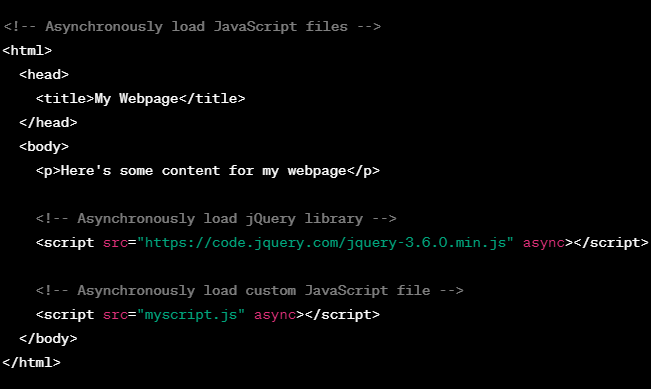 <!-- Asynchronously load JavaScript files -->
<html>
  <head>
    <title>My Webpage</title>
  </head>
  <body>
    <p>Here's some content for my webpage</p>

    <!-- Asynchronously load jQuery library -->
    <script src="https://code.jquery.com/jquery-3.6.0.min.js" async></script>

    <!-- Asynchronously load custom JavaScript file -->
    <script src="myscript.js" async></script>
  </body>
</html>